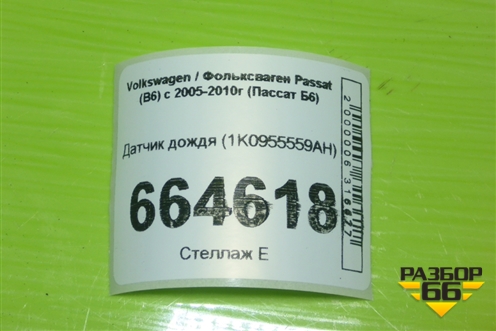 Volkswagen / Фольксваген Passat
(B6) с 2005-2010г (Пассат Б6)
Датчик дождя (1K0955559AH)
664618
Стеллаж Е
РАЗБОР
66